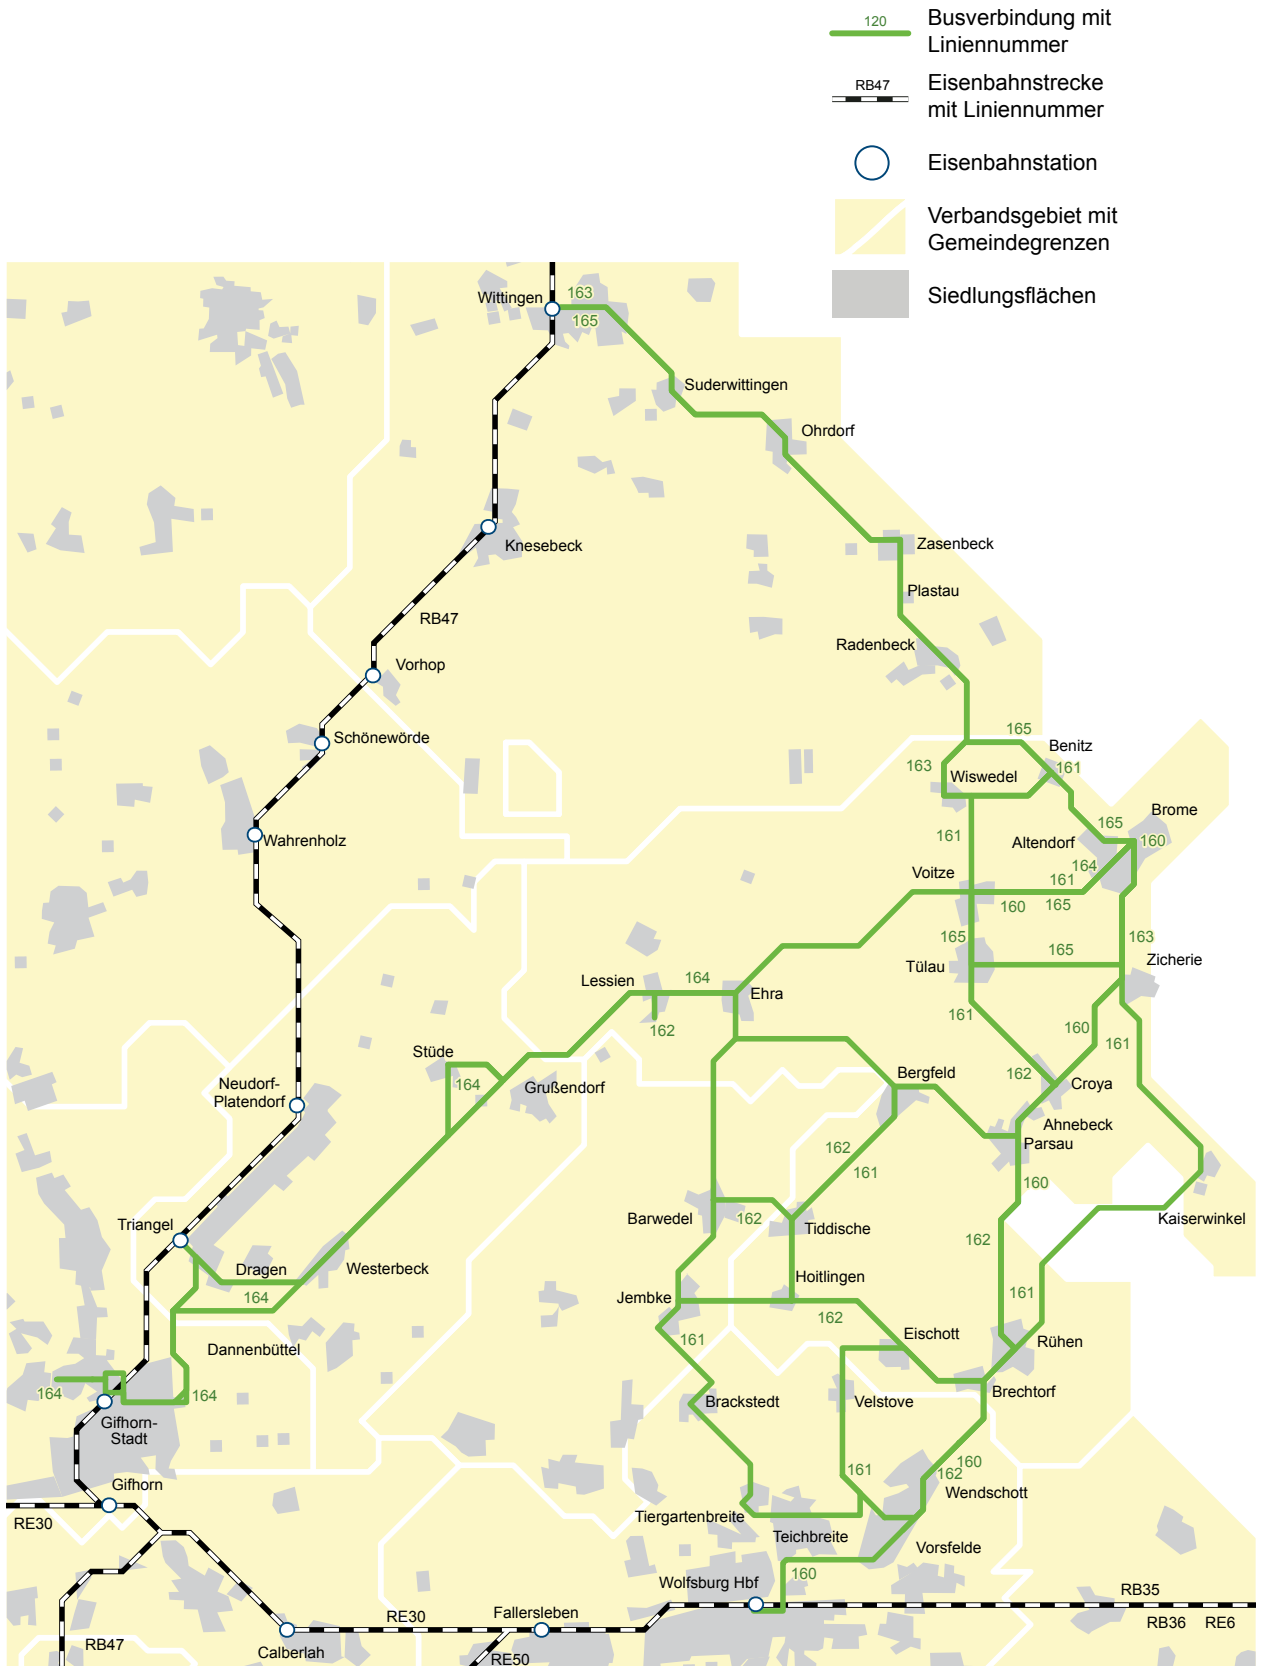 120
Busverbindung mit
Liniennummer
RB47
Eisenbahnstrecke
mit Liniennummer
Eisenbahnstation
Verbandsgebiet mit
Gemeindegrenzen
Siedlungsflächen
Wittingen
163
165
Suderwittingen
Ohrdorf
Knesebeck
Zasenbeck
Plastau
RB47
Radenbeck
Vorhop
Schönewörde
165
Benitz
163
Wiswedel
161
Brome
165
Wahrenholz
161
Altendorf
160
164
Voitze
161
160
165
165
163
165
Tülau
Zicherie
Lessien
164
Ehra
161
160
162
161
Stüde
164
Grußendorf
Bergfeld
162
Croya
Neudorf-
Platendorf
Ahnebeck
Parsau
162
161
160
Triangel
Barwedel
162
Tiddische
Kaiserwinkel
162
Dragen
Westerbeck
Hoitlingen
164
Jembke
161
162
Eischott
161
Rühen
Dannenbüttel
164
164
Brackstedt
Velstove
Brechtorf
Gifhorn-
Stadt
160
162
161
Gifhorn
Wendschott
RE30
Tiergartenbreite
Teichbreite
Vorsfelde
160
Wolfsburg Hbf
RB35
RE30
Fallersleben
RB36
RE6
RB47
Calberlah
RE50